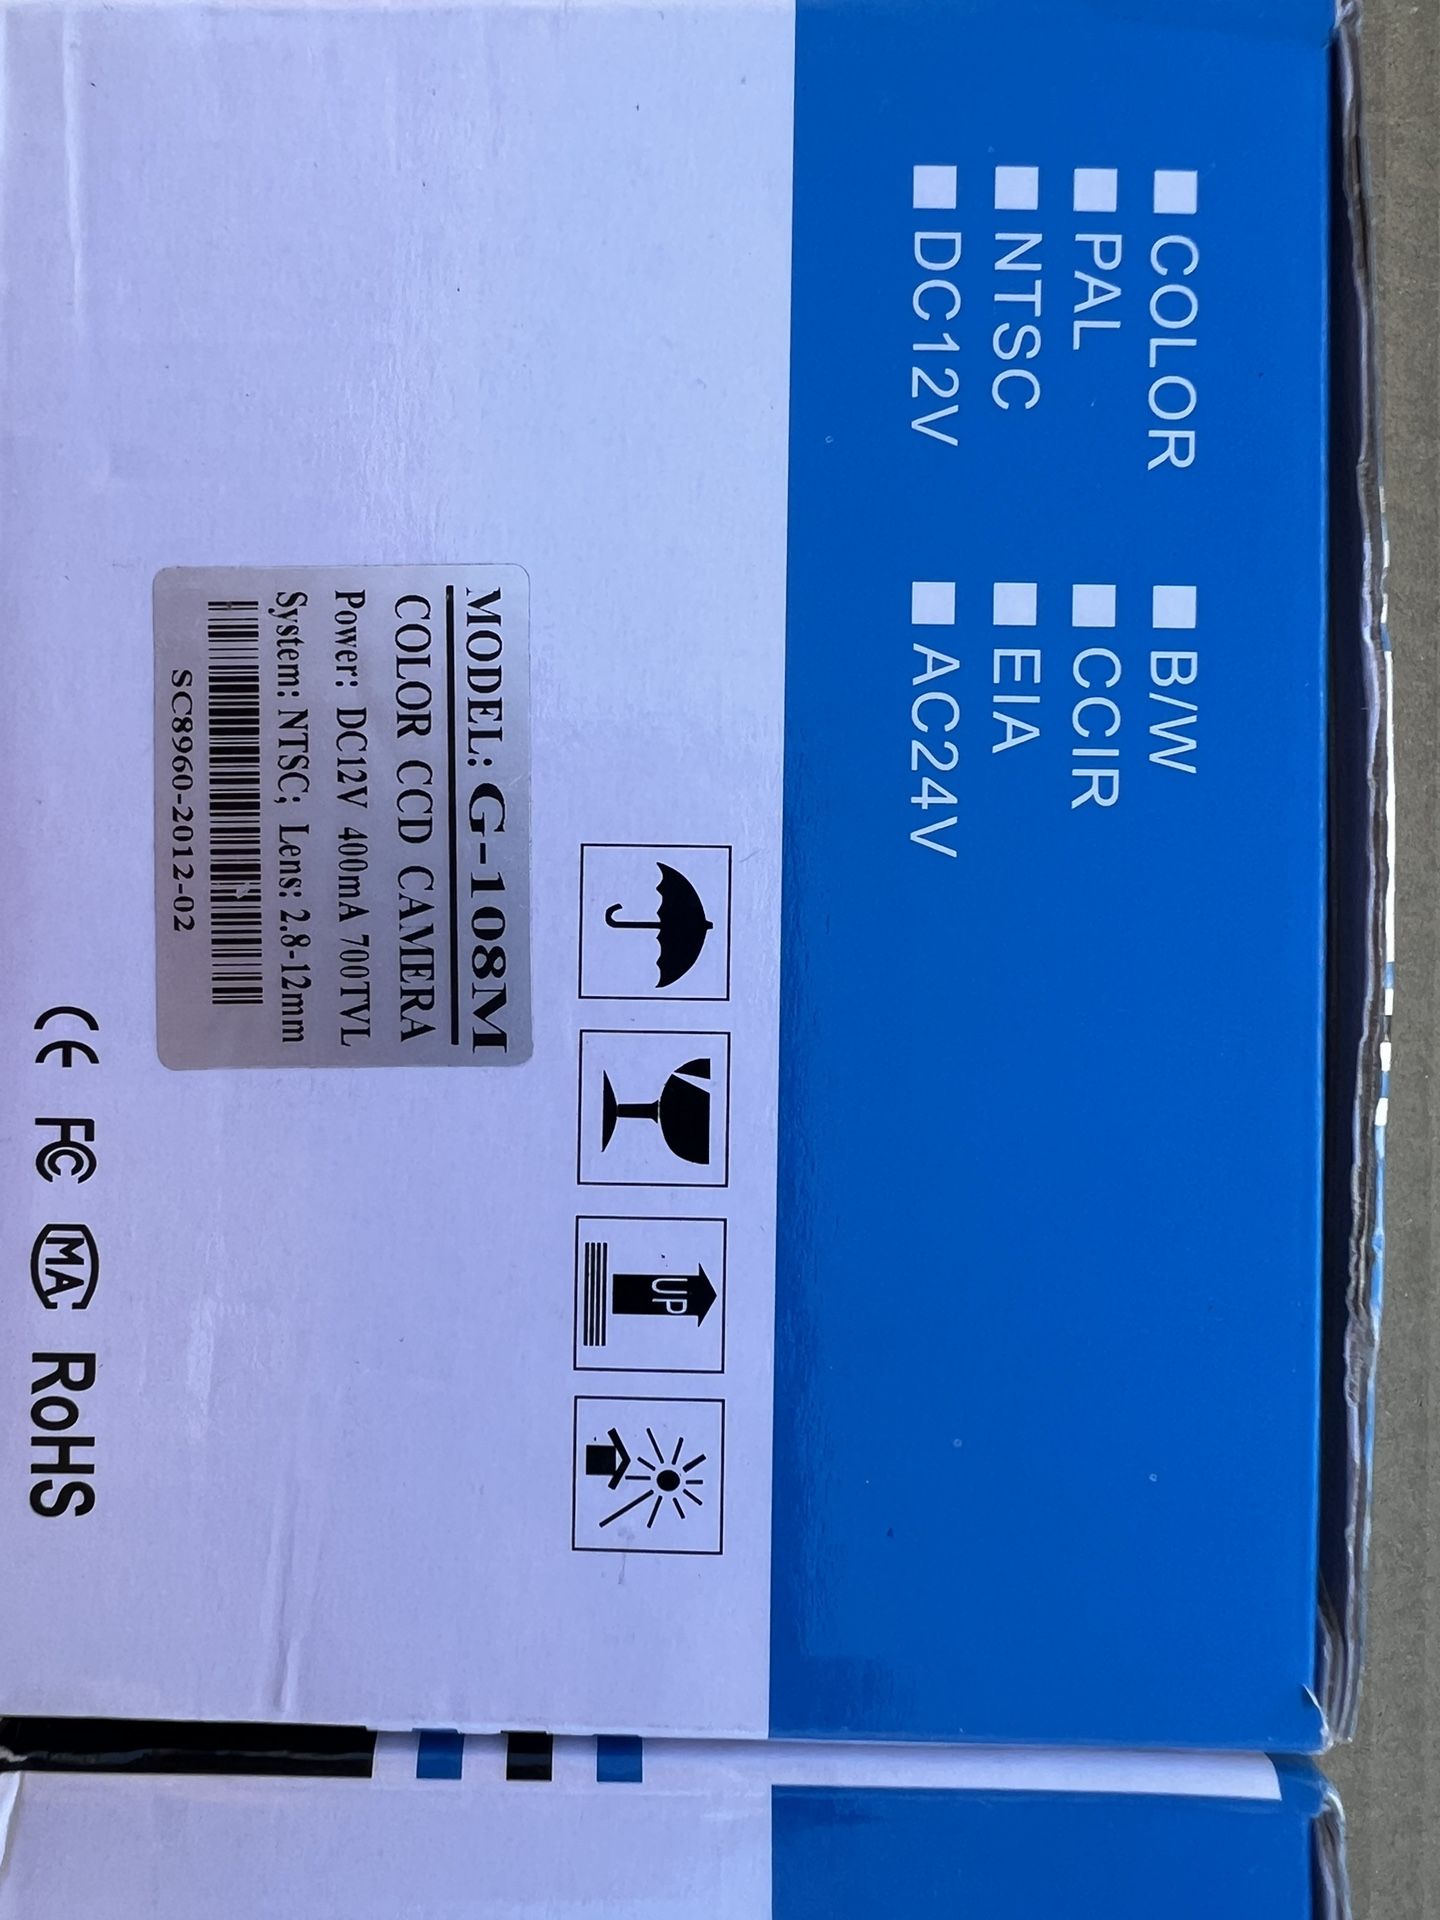 COLOR B/W
PAL CCIR
NTSC EIA
DC12V AC24V
UP
MODEL: G-108M
COLOR CCD CAMERA
Power: DC12V 400mA 700TVL
System: NTSC; Lens: 2.8-12mm
SC8960-2012-02
CE FC MA RoHS